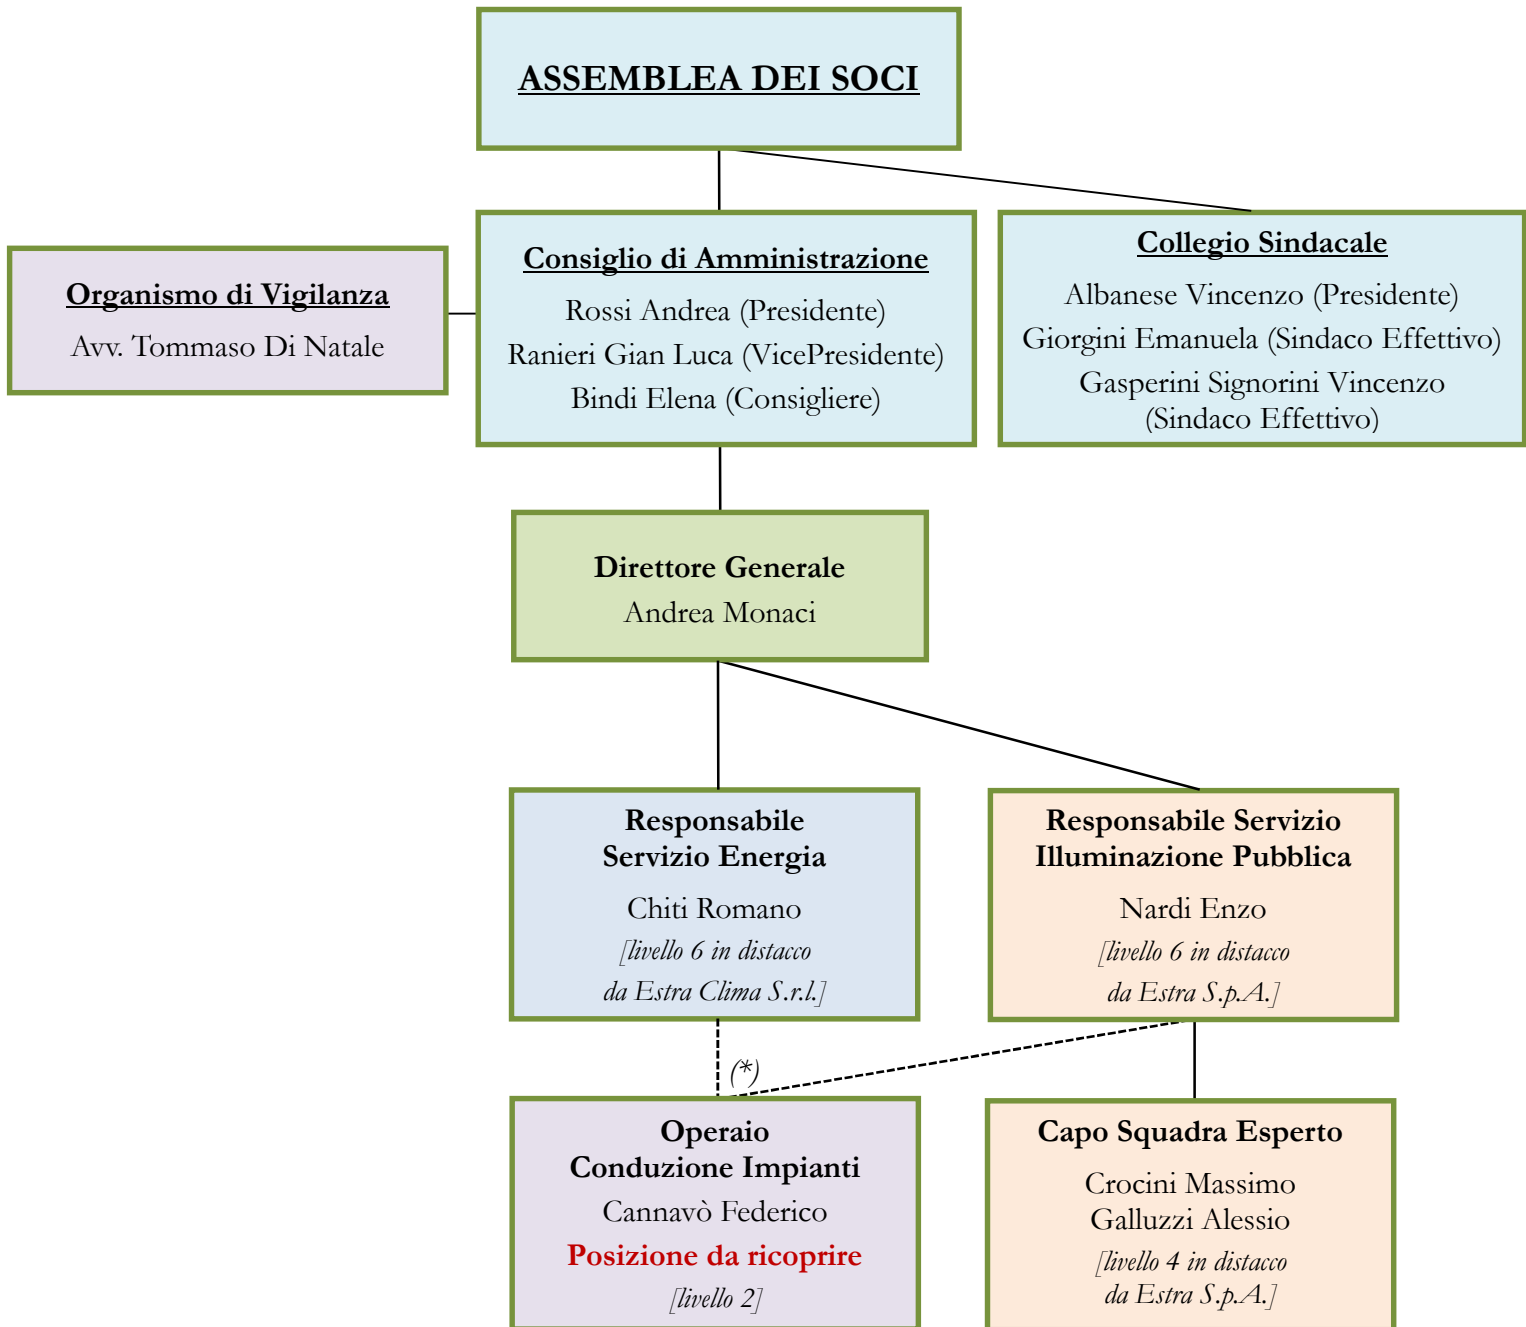 ASSEMBLEA DEI SOCI
Organismo di Vigilanza
Avv. Tommaso Di Natale
Consiglio di Amministrazione
Rossi Andrea (Presidente)
Ranieri Gian Luca (VicePresidente)
Bindi Elena (Consigliere)
Collegio Sindacale
Albanese Vincenzo (Presidente)
Giorgini Emanuela (Sindaco Effettivo)
Gasperini Signorini Vincenzo
(Sindaco Effettivo)
Direttore Generale
Andrea Monaci
Responsabile
Servizio Energia
Chiti Romano
[livello 6 in distacco
da Estra Clima S.r.l.]
Responsabile Servizio
Illuminazione Pubblica
Nardi Enzo
[livello 6 in distacco
da Estra S.p.A.]
(*)
Operaio
Conduzione Impianti
Cannavò Federico
Posizione da ricoprire
[livello 2]
Capo Squadra Esperto
Crocini Massimo
Galluzzi Alessio
[livello 4 in distacco
da Estra S.p.A.]